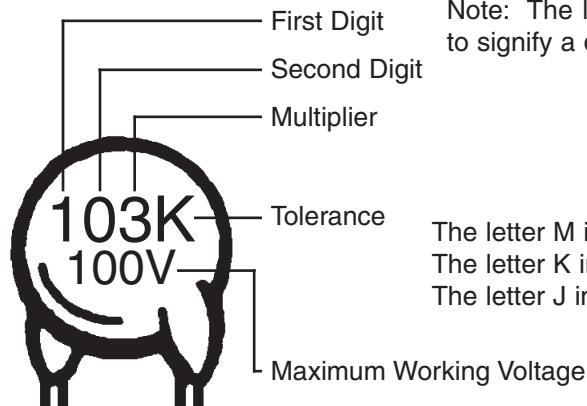 First Digit
Second Digit
Multiplier
Note: The
to signify a
103K
100V
Tolerance
The letter M
The letter K
The letter J
Maximum Working Voltage